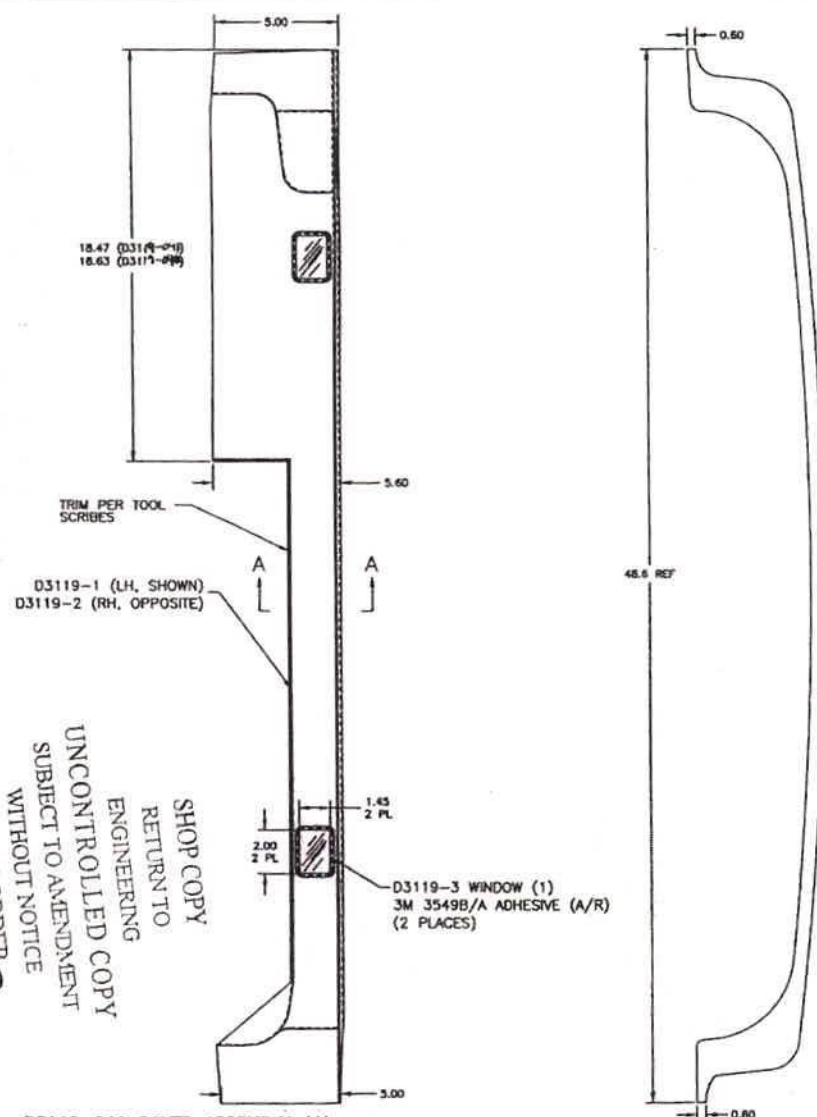 5.00
0.60
18.47 (D3119-041)
18.63
5.60
TRIM PER TOOL
SCRIBES
A A
D3119-1 (LH, SHOWN)
D3119-2 (RH, OPPOSITE)
48.6 REF
SHOP COPY
RETURN TO
ENGINEERING
UNCONTROLLED COPY
SUBJECT TO AMENDMENT
WITHOUT NOTICE
1.45
2 PL
2.00
2 PL
D3119-3 WINDOW (1)
3M 3549B/A ADHESIVE (A/R)
(2 PLACES)
5.00
0.60